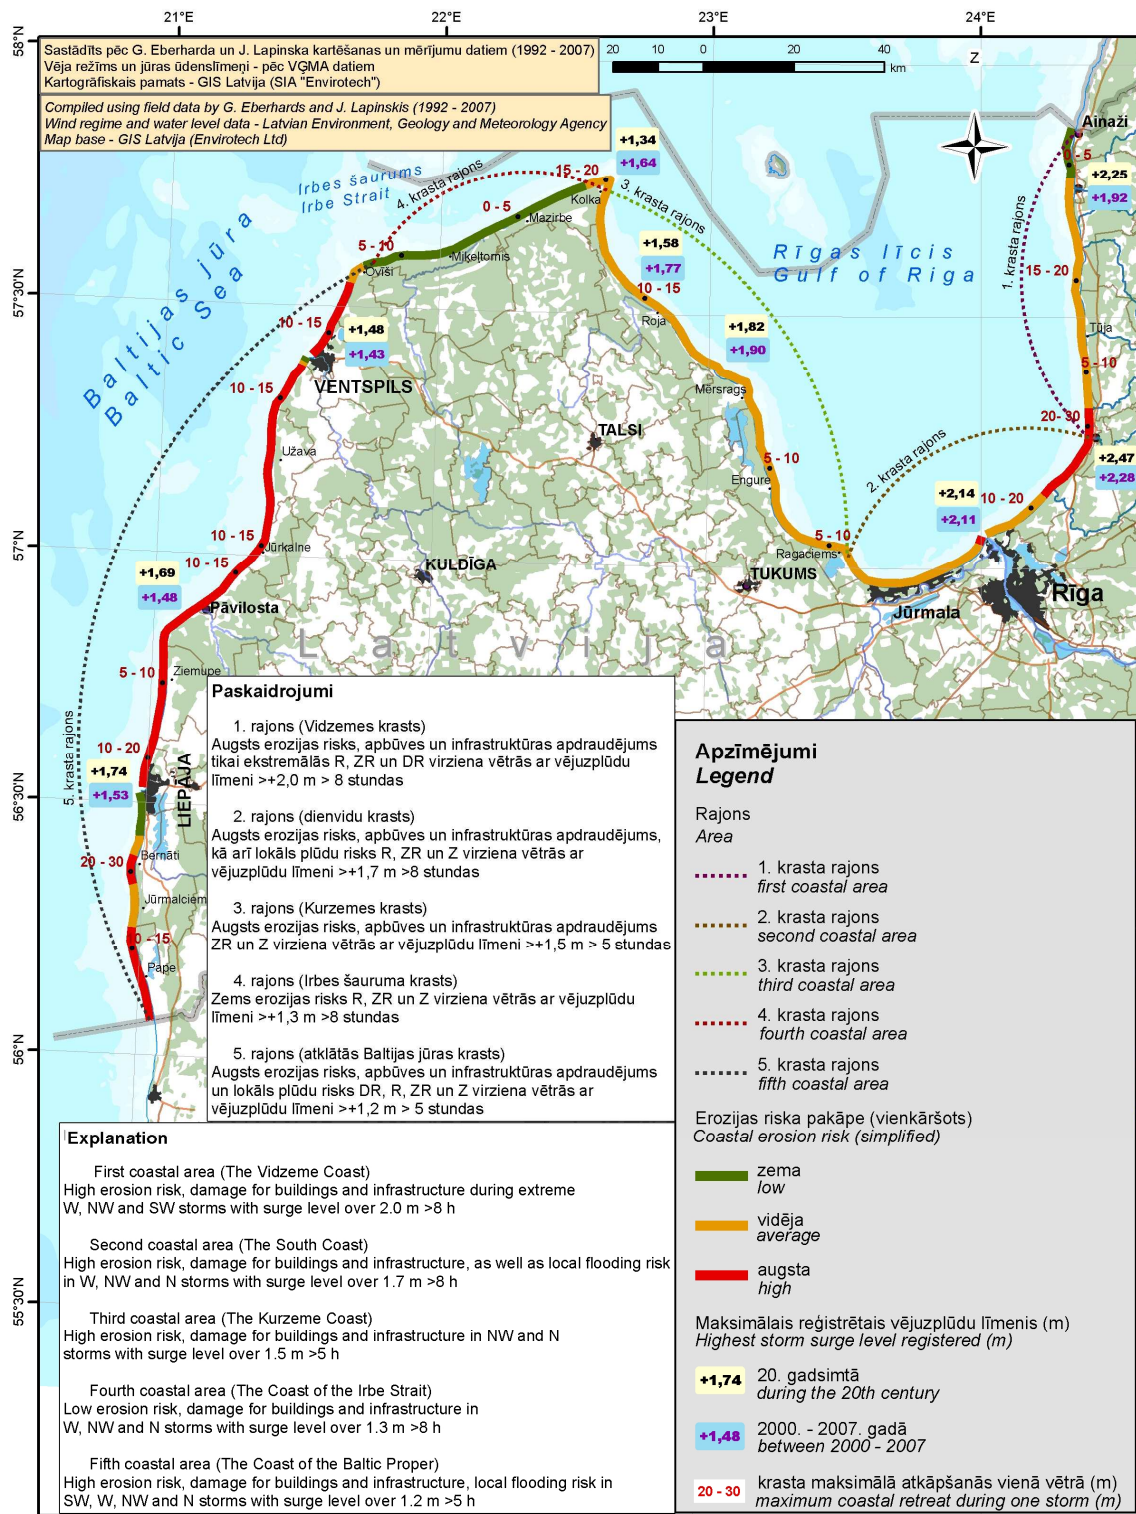 21°E
22°E
23°E
24°E
58°N
57°30'N
57°N
56°30'N
56°N
55°30'N
Sastādīts pēc G. Eberharda un J. Lapinska kartēšanas un mērījumu datiem (1992 - 2007)
Vēja režīms un jūras ūdenslīmeņi - pēc VĢMA datiem
Kartogrāfiskais pamats - GIS Latvija (SIA "Envirotech")
Compiled using field data by G. Eberhards and J. Lapinskis (1992 - 2007)
Wind regime and water level data - Latvian Environment, Geology and Meteorology Agency
Map base - GIS Latvija (Envirotech Ltd)
20 10 0 20 40
km
Z
Ainaži
0 - 5
+2,25
+1,92
1. krasta rajons
15 - 20
Tūja
5 - 10
20 - 30
+2,47
+2,28
+1,34
+1,64
15 - 20
Kolka
3. krasta rajons
4. krasta rajons
Irbes šaurums
Irbe Strait
0 - 5
Mazirbe
5 - 10
Miķeļtornis
Ovīši
+1,58
+1,77
10 - 15
Roja
Rīgas līcis
Gulf of Riga
Baltijas jūra
Baltic Sea
10 - 15
+1,48
+1,43
VENTSPILS
10 - 15
Užava
+1,82
+1,90
Mērsrags
TALSI
5 - 10
Engure
2. krasta rajons
+2,14
+2,11
10 - 20
5 - 10
Ragaciems
TUKUMS
Jūrmala
Rīga
10 - 15
Jūrkalne
10 - 15
KULDĪGA
+1,69
+1,48
Pāvilosta
Latvija
5 - 10
Ziemupe
5. krasta rajons
10 - 20
+1,74
+1,53
LIEPĀJA
Bernāti
20 - 30
Jūrmalciem
10 - 15
Pape
Paskaidrojumi
1. rajons (Vidzemes krasts)
Augsts erozijas risks, apbūves un infrastruktūras apdraudējums
tikai ekstremālās R, ZR un DR virziena vētrās ar vējuzplūdu
līmeni >+2,0 m > 8 stundas
2. rajons (dienvidu krasts)
Augsts erozijas risks, apbūves un infrastruktūras apdraudējums,
kā arī lokāls plūdu risks R, ZR un Z virziena vētrās ar
vējuzplūdu līmeni >+1,7 m >8 stundas
3. rajons (Kurzemes krasts)
Augsts erozijas risks, apbūves un infrastruktūras apdraudējums
ZR un Z virziena vētrās ar vējuzplūdu līmeni >+1,5 m > 5 stundas
4. rajons (Irbes šauruma krasts)
Zems erozijas risks R, ZR un Z virziena vētrās ar vējuzplūdu
līmeni >+1,3 m >8 stundas
5. rajons (atklātās Baltijas jūras krasts)
Augsts erozijas risks, apbūves un infrastruktūras apdraudējums
un lokāls plūdu risks DR, R, ZR un Z virziena vētrās ar
vējuzplūdu līmeni >+1,2 m > 5 stundas
Explanation
First coastal area (The Vidzeme Coast)
High erosion risk, damage for buildings and infrastructure during extreme
W, NW and SW storms with surge level over 2.0 m >8 h
Second coastal area (The South Coast)
High erosion risk, damage for buildings and infrastructure, as well as local flooding risk
in W, NW and N storms with surge level over 1.7 m >8 h
Third coastal area (The Kurzeme Coast)
High erosion risk, damage for buildings and infrastructure in NW and N
storms with surge level over 1.5 m >5 h
Fourth coastal area (The Coast of the Irbe Strait)
Low erosion risk, damage for buildings and infrastructure in
W, NW and N storms with surge level over 1.3 m >8 h
Fifth coastal area (The Coast of the Baltic Proper)
High erosion risk, damage for buildings and infrastructure, local flooding risk in
SW, W, NW and N storms with surge level over 1.2 m >5 h
Apzīmējumi
Legend
Rajons
Area
1. krasta rajons
first coastal area
2. krasta rajons
second coastal area
3. krasta rajons
third coastal area
4. krasta rajons
fourth coastal area
5. krasta rajons
fifth coastal area
Erozijas riska pakāpe (vienkāršots)
Coastal erosion risk (simplified)
zema
low
vidēja
average
augsta
high
Maksimālais reģistrētais vējuzplūdu līmenis (m)
Highest storm surge level registered (m)
+1,74
20. gadsimtā
during the 20th century
+1,48
2000. - 2007. gadā
between 2000 - 2007
20 - 30
krasta maksimālā atkāpšanās vienā vētrā (m)
maximum coastal retreat during one storm (m)